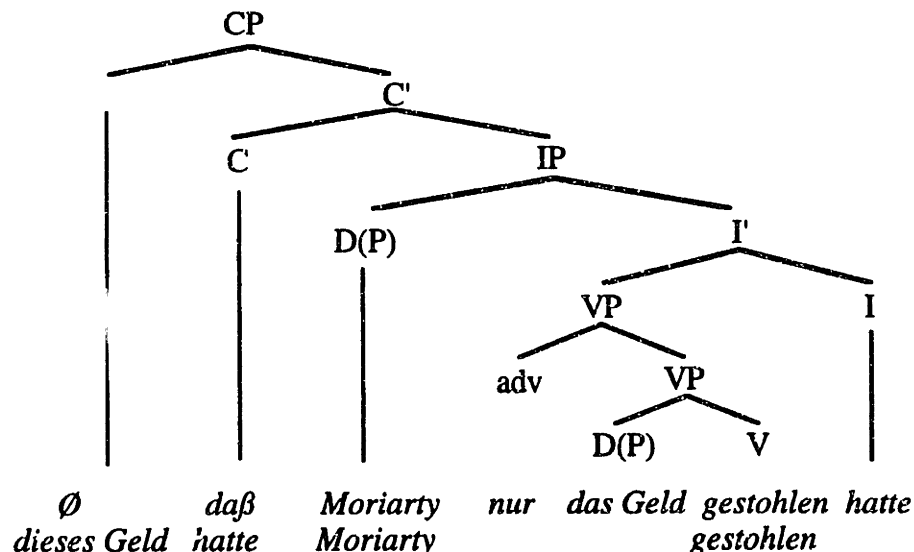 CP
C'
C IP
D(P) I'
VP I
adv VP
D(P) V
Ø daß Moriarty nur das Geld gestohlen hatte
dieses Geld hatte Moriarty gestohlen